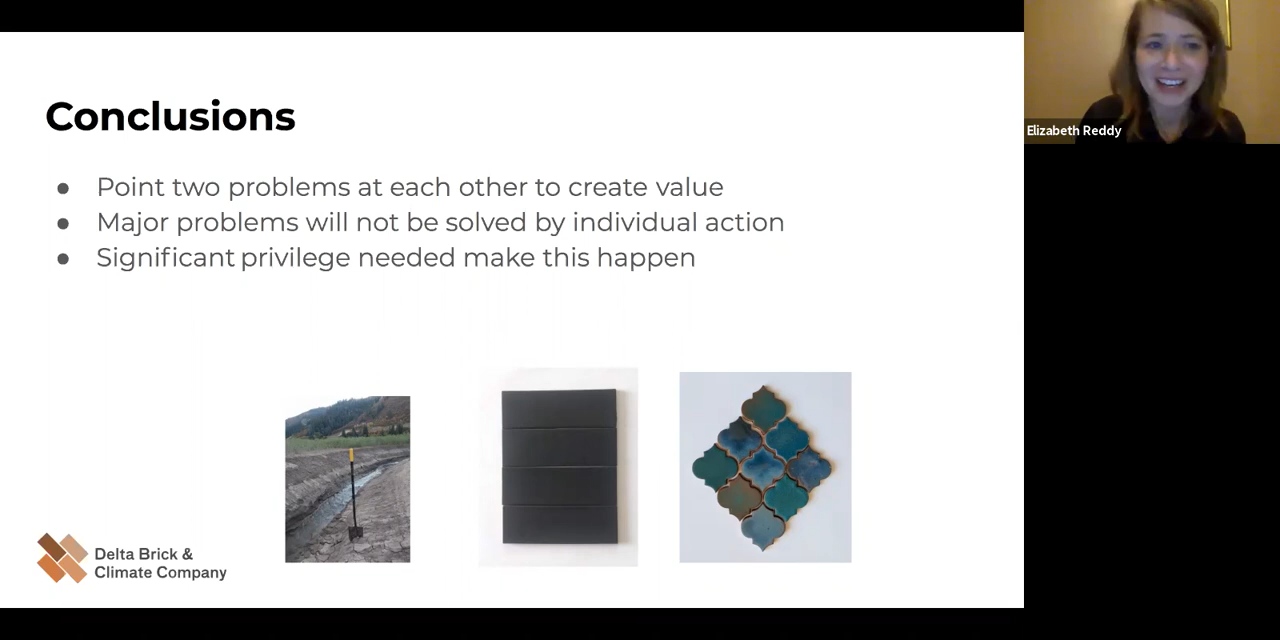 Conclusions
● Point two problems at each other to create value
● Major problems will not be solved by individual action
● Significant privilege needed make this happen
Delta Brick &
Climate Company
Elizabeth Reddy